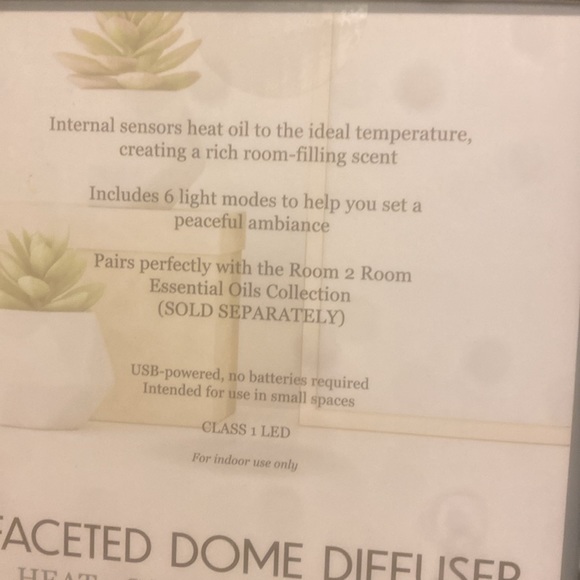 Internal sensors heat oil to the ideal temperature,
creating a rich room-filling scent
Includes 6 light modes to help you set a
peaceful ambiance
Pairs perfectly with the Room 2 Room
Essential Oils Collection
(SOLD SEPARATELY)
USB-powered, no batteries required
Intended for use in small spaces
CLASS 1 LED
For indoor use only
FACETED DOME DIFFUSER
HEAT